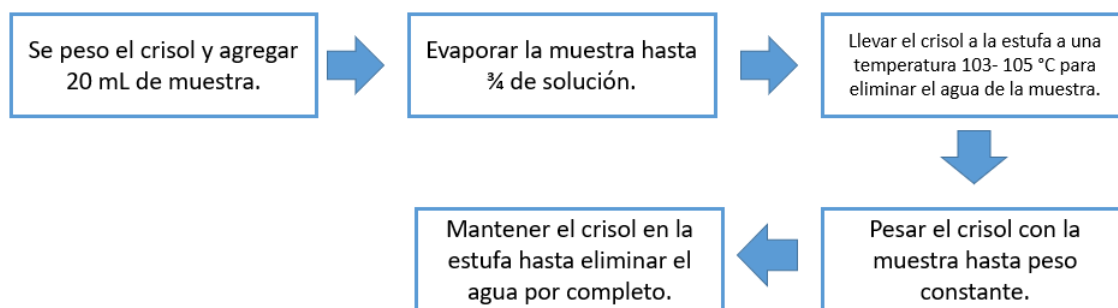 Se peso el crisol y agregar
20 mL de muestra.
Evaporar la muestra hasta
¾ de solución.
Llevar el crisol a la estufa a una
temperatura 103- 105 °C para
eliminar el agua de la muestra.
Pesar el crisol con la
muestra hasta peso
constante.
Mantener el crisol en la
estufa hasta eliminar el
agua por completo.